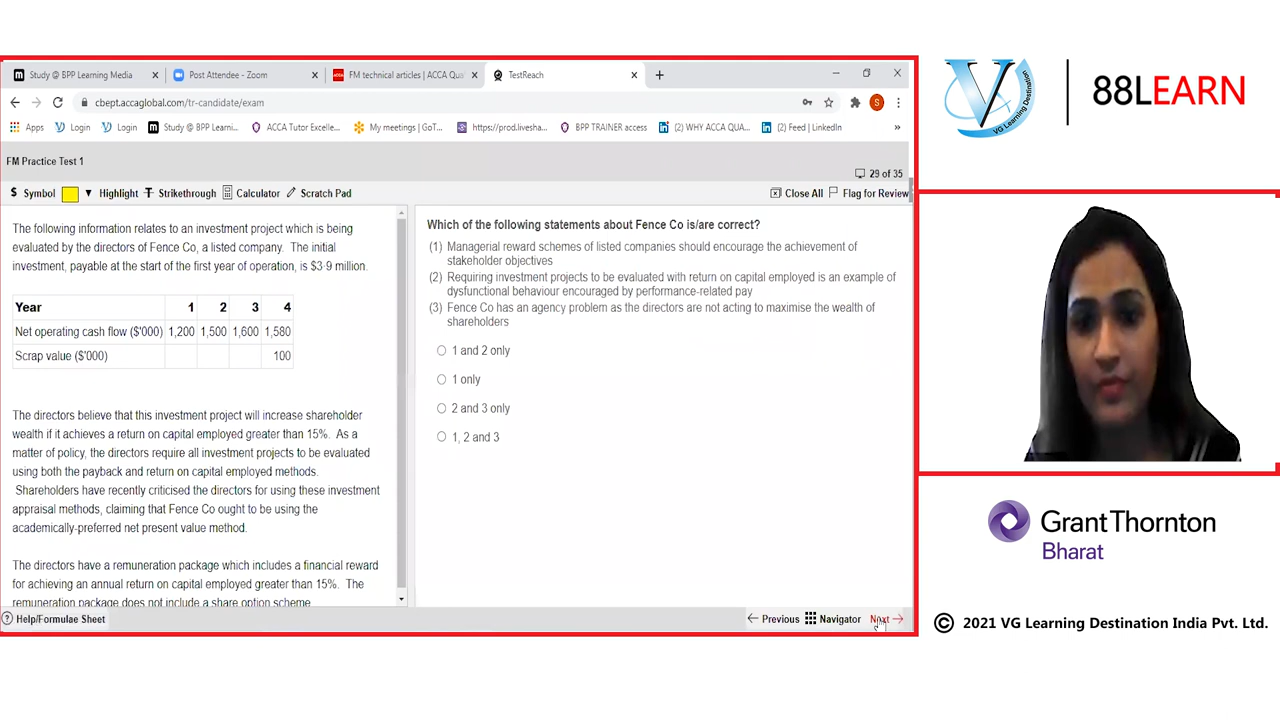 Study @ BPP Learning Media
Post Attendee - Zoom
FM technical articles | ACCA Qua
TestReach
cbept.accaglobal.com/tr-candidate/exam
S
Apps
Login
Login
Study @ BPP Learni...
ACCA Tutor Excelle...
My meetings | GoT...
https://prod.livesha...
BPP TRAINER access
(2) WHY ACCA QUA...
(2) Feed | LinkedIn
»
FM Practice Test 1
29 of 35
$ Symbol
Highlight
Strikethrough
Calculator
Scratch Pad
Close All
Flag for Review
The following information relates to an investment project which is being
evaluated by the directors of Fence Co, a listed company. The initial
investment, payable at the start of the first year of operation, is $3·9 million.
Year 1 2 3 4
Net operating cash flow ($'000) 1,200 1,500 1,600 1,580
Scrap value ($'000) 100
The directors believe that this investment project will increase shareholder
wealth if it achieves a return on capital employed greater than 15%. As a
matter of policy, the directors require all investment projects to be evaluated
using both the payback and return on capital employed methods.
Shareholders have recently criticised the directors for using these investment
appraisal methods, claiming that Fence Co ought to be using the
academically-preferred net present value method.
The directors have a remuneration package which includes a financial reward
for achieving an annual return on capital employed greater than 15%. The
remuneration package does not include a share option scheme
Which of the following statements about Fence Co is/are correct?
(1) Managerial reward schemes of listed companies should encourage the achievement of
stakeholder objectives
(2) Requiring investment projects to be evaluated with return on capital employed is an example of
dysfunctional behaviour encouraged by performance-related pay
(3) Fence Co has an agency problem as the directors are not acting to maximise the wealth of
shareholders
1 and 2 only
1 only
2 and 3 only
1, 2 and 3
Help/Formulae Sheet
Previous
Navigator
Next
V
VG Learning Destination
88LEARN
Grant Thornton
Bharat
© 2021 VG Learning Destination India Pvt. Ltd.